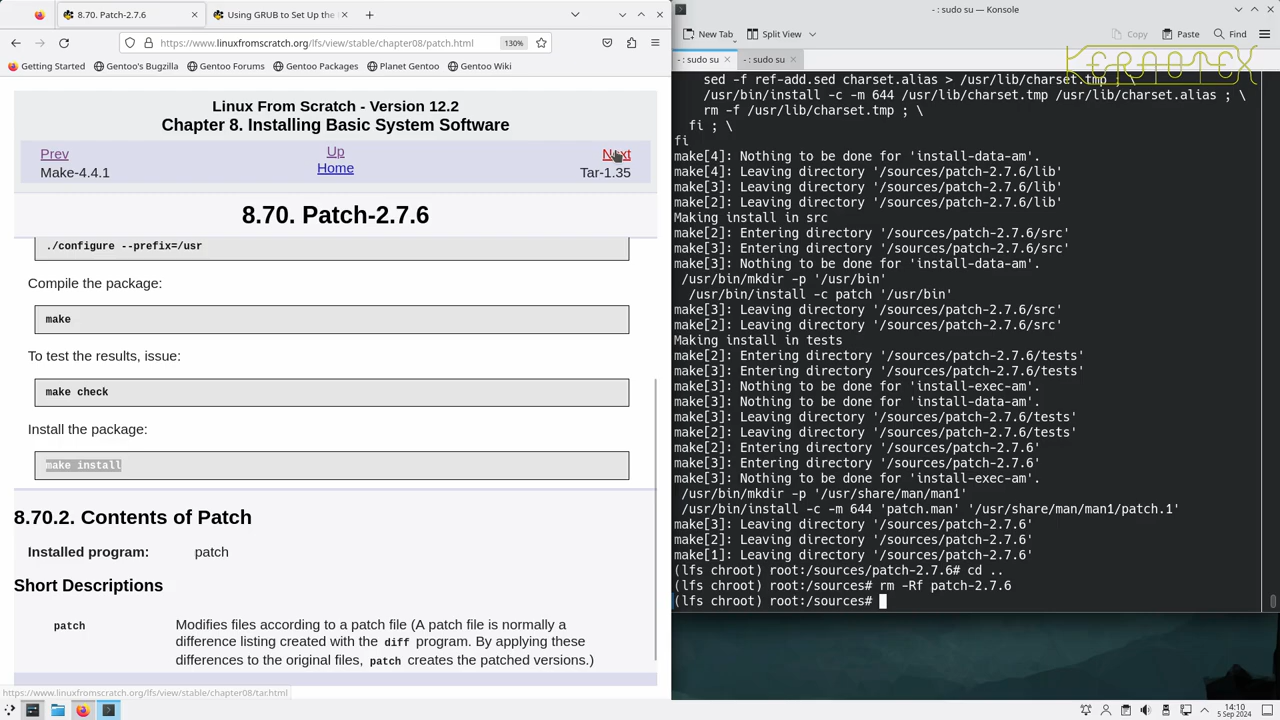 8.70. Patch-2.7.6
Using GRUB to Set Up the
https://www.linuxfromscratch.org/lfs/view/stable/chapter08/patch.html
130%
Getting Started
Gentoo's Bugzilla
Gentoo Forums
Gentoo Packages
Planet Gentoo
Gentoo Wiki
Linux From Scratch - Version 12.2
Chapter 8. Installing Basic System Software
Prev
Up
Next
Make-4.4.1
Home
Tar-1.35
8.70. Patch-2.7.6
./configure --prefix=/usr
Compile the package:
make
To test the results, issue:
make check
Install the package:
make install
8.70.2. Contents of Patch
Installed program: patch
Short Descriptions
patch
Modifies files according to a patch file (A patch file is normally a
difference listing created with the diff program. By applying these
differences to the original files, patch creates the patched versions.)
https://www.linuxfromscratch.org/lfs/view/stable/chapter08/tar.html
- : sudo su — Konsole
New Tab
Split View
Copy
Paste
Find
- : sudo su
- : sudo su
KERNOTEX
sed -f ref-add.sed charset.alias > /usr/lib/charset.tmp ; \
/usr/bin/install -c -m 644 /usr/lib/charset.tmp /usr/lib/charset.alias ; \
rm -f /usr/lib/charset.tmp ; \
fi ; \
fi
make[4]: Nothing to be done for 'install-data-am'.
make[4]: Leaving directory '/sources/patch-2.7.6/lib'
make[3]: Leaving directory '/sources/patch-2.7.6/lib'
make[2]: Leaving directory '/sources/patch-2.7.6/lib'
Making install in src
make[2]: Entering directory '/sources/patch-2.7.6/src'
make[3]: Entering directory '/sources/patch-2.7.6/src'
make[3]: Nothing to be done for 'install-data-am'.
/usr/bin/mkdir -p '/usr/bin'
/usr/bin/install -c patch '/usr/bin'
make[3]: Leaving directory '/sources/patch-2.7.6/src'
make[2]: Leaving directory '/sources/patch-2.7.6/src'
Making install in tests
make[2]: Entering directory '/sources/patch-2.7.6/tests'
make[3]: Entering directory '/sources/patch-2.7.6/tests'
make[3]: Nothing to be done for 'install-exec-am'.
make[3]: Nothing to be done for 'install-data-am'.
make[3]: Leaving directory '/sources/patch-2.7.6/tests'
make[2]: Leaving directory '/sources/patch-2.7.6/tests'
make[2]: Entering directory '/sources/patch-2.7.6'
make[3]: Entering directory '/sources/patch-2.7.6'
make[3]: Nothing to be done for 'install-exec-am'.
/usr/bin/mkdir -p '/usr/share/man/man1'
/usr/bin/install -c -m 644 'patch.man' '/usr/share/man/man1/patch.1'
make[3]: Leaving directory '/sources/patch-2.7.6'
make[2]: Leaving directory '/sources/patch-2.7.6'
make[1]: Leaving directory '/sources/patch-2.7.6'
(lfs chroot) root:/sources/patch-2.7.6# cd ..
(lfs chroot) root:/sources# rm -Rf patch-2.7.6
(lfs chroot) root:/sources#
14:10
5 Sep 2024